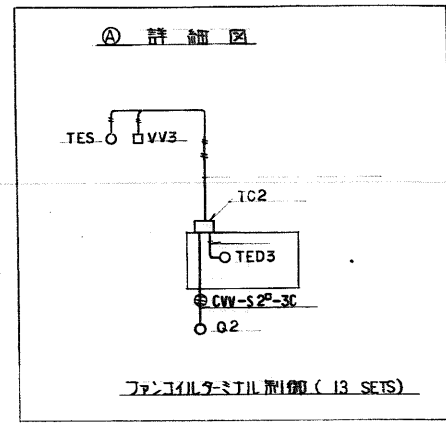 Ⓐ 詳細図
TES VV3
TC2
TED3
CVV-S 2□-3C
Q2
ファンコイルターミナル制御 ( 13 SETS)